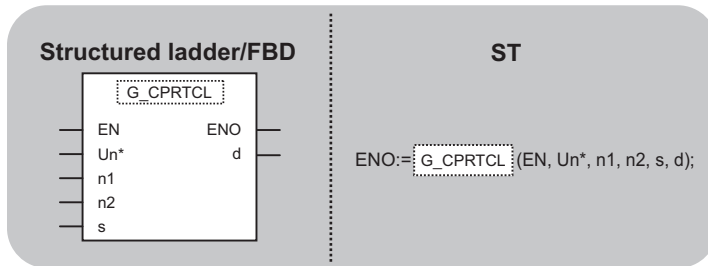 Structured ladder/FBD
G_CPRTCL
EN ENO
Un* d
n1
n2
s
ST
ENO:= G_CPRTCL (EN, Un*, n1, n2, s, d);